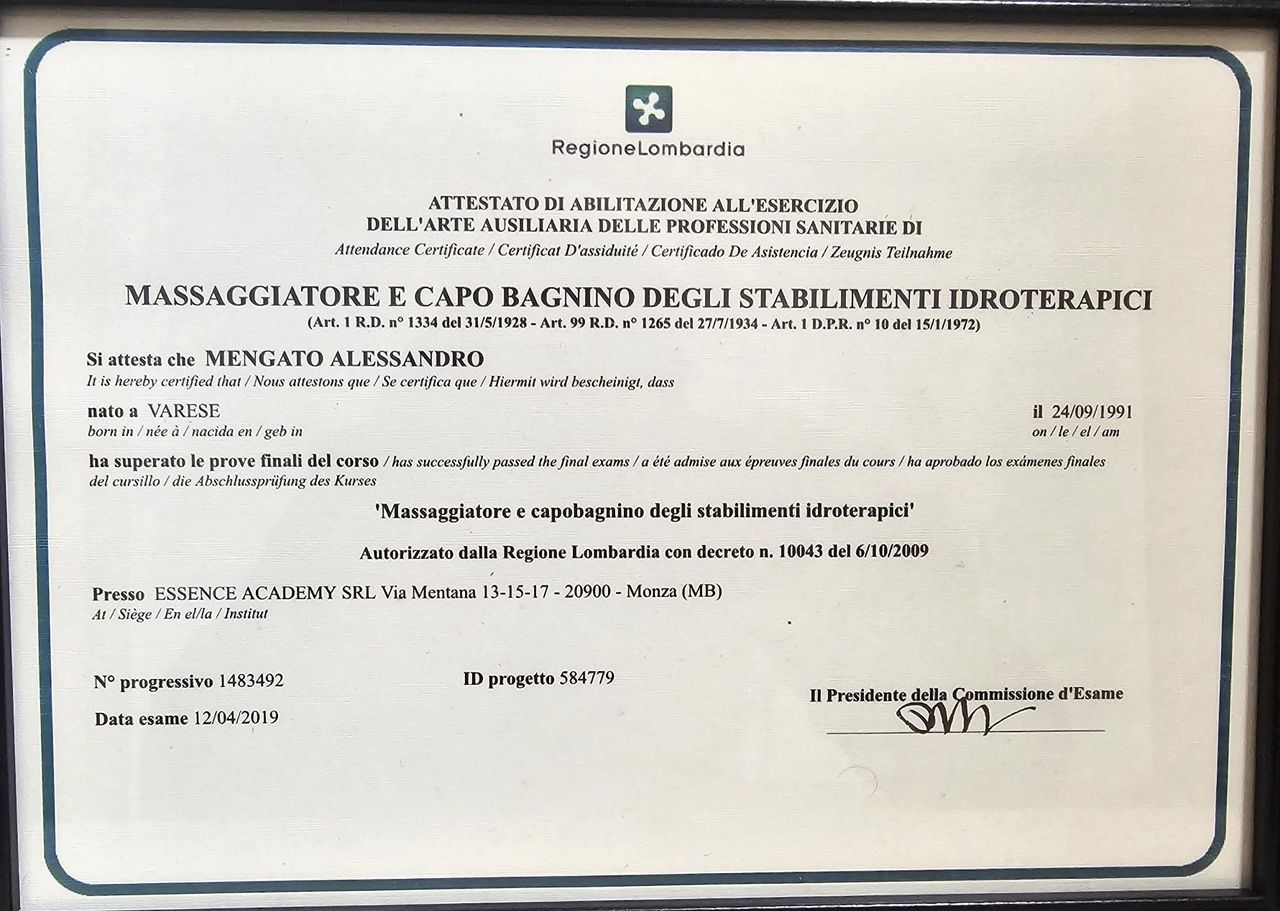 RegioneLombardia
ATTESTATO DI ABILITAZIONE ALL'ESERCIZIO
DELL'ARTE AUSILIARIA DELLE PROFESSIONI SANITARIE DI
Attendance Certificate / Certificat D'assiduité / Certificado De Asistencia / Zeugnis Teilnahme
MASSAGGIATORE E CAPO BAGNINO DEGLI STABILIMENTI IDROTERAPICI
(Art. 1 R.D. n° 1334 del 31/5/1928 - Art. 99 R.D. n° 1265 del 27/7/1934 - Art. 1 D.P.R. n° 10 del 15/1/1972)
Si attesta che MENGATO ALESSANDRO
It is hereby certified that / Nous attestons que / Se certifica que / Hiermit wird bescheinigt, dass
nato a VARESE il 24/09/1991
born in / née à / nacida en / geb in on / le / el / am
ha superato le prove finali del corso / has successfully passed the final exams / a été admise aux épreuves finales du cours / ha aprobado los exámenes finales
del cursillo / die Abschlussprüfung des Kurses
'Massaggiatore e capobagnino degli stabilimenti idroterapici'
Autorizzato dalla Regione Lombardia con decreto n. 10043 del 6/10/2009
Presso ESSENCE ACADEMY SRL Via Mentana 13-15-17 - 20900 - Monza (MB)
At / Siège / En el/la / Institut
N° progressivo 1483492 ID progetto 584779
Il Presidente della Commissione d'Esame
Data esame 12/04/2019